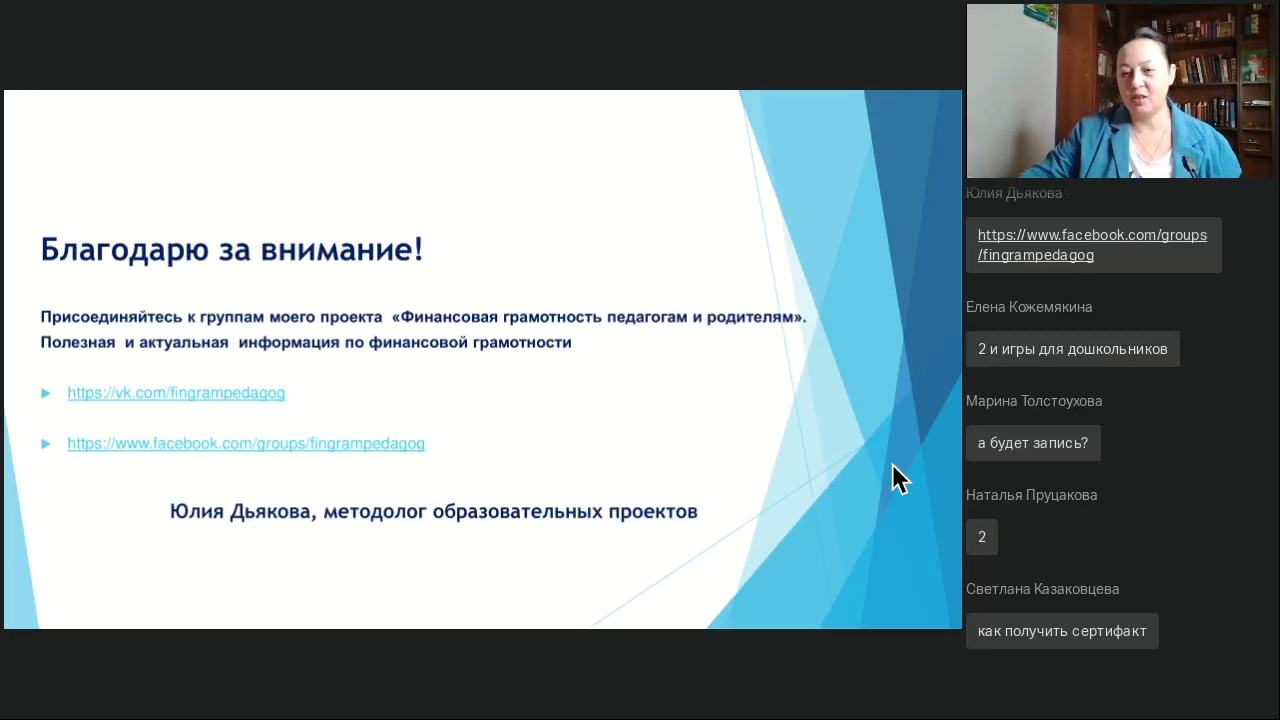 Благодарю за внимание!
Присоединяйтесь к группам моего проекта «Финансовая грамотность педагогам и родителям».
Полезная и актуальная информация по финансовой грамотности
https://vk.com/fingrampedagog
https://www.facebook.com/groups/fingrampedagog
Юлия Дьякова, методолог образовательных проектов
Юлия Дьякова
https://www.facebook.com/groups
/fingrampedagog
Елена Кожемякина
2 и игры для дошкольников
Марина Толстоухова
а будет запись?
Наталья Пруцакова
2
Светлана Казаковцева
как получить сертифакт